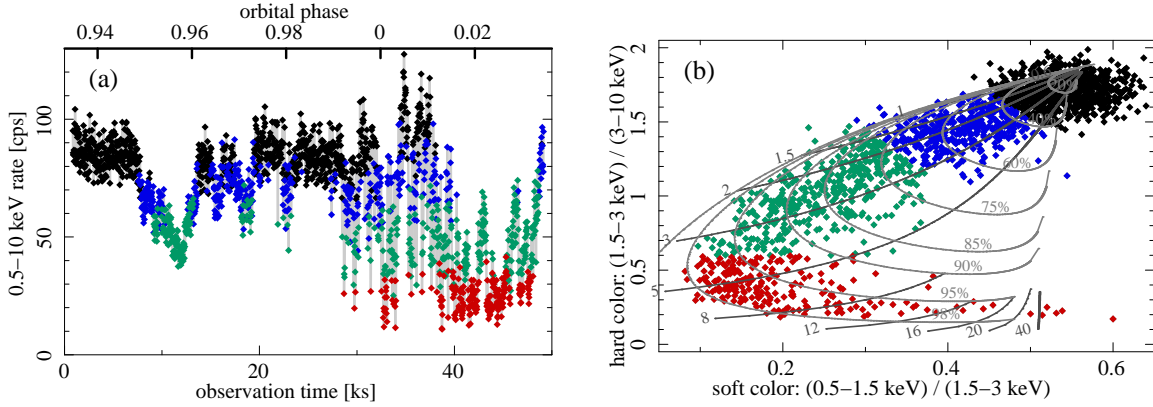 orbital phase
0.94 0.96 0.98 0 0.02
(a)
0.5−10 keV rate [cps]
100
50
0
0 20 40
observation time [ks]
(b)
hard color: (1.5−3 keV) / (3−10 keV)
2
1.5
1
0.5
0
1
1.5
2
3
5
8
12
16
20
40
40%
60%
75%
85%
90%
95%
98%
0.2 0.4 0.6
soft color: (0.5−1.5 keV) / (1.5−3 keV)